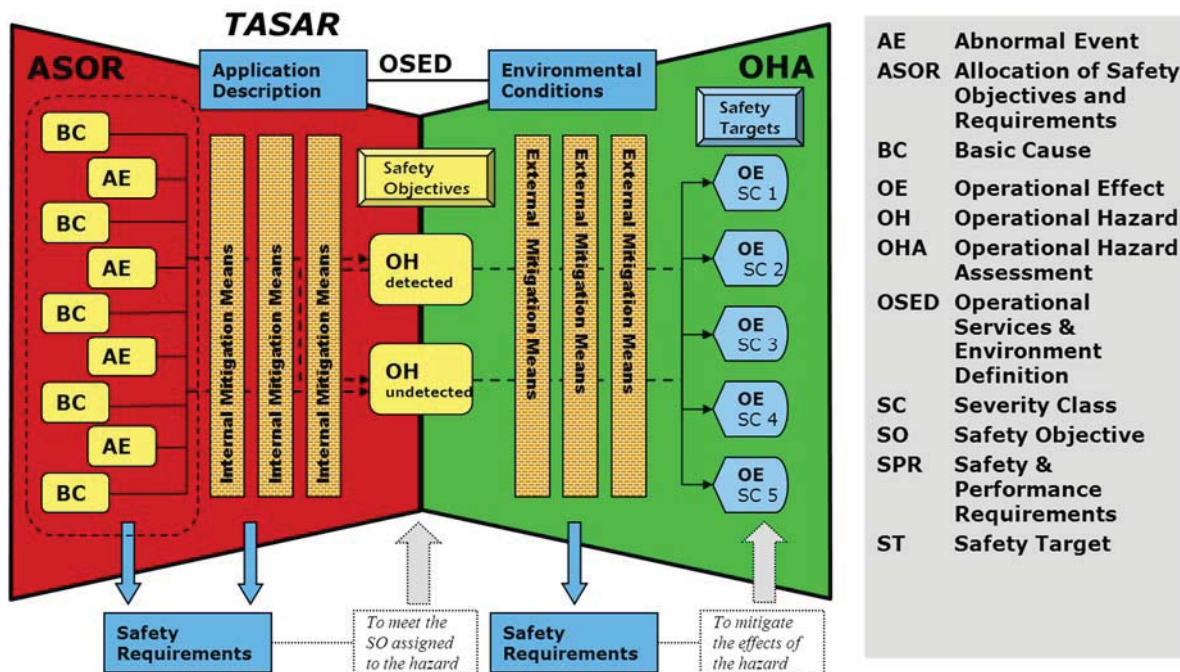 TASAR
ASOR
Application
Description
OSED
Environmental
Conditions
OHA
BC
AE
BC
AE
BC
AE
BC
AE
BC
Internal Mitigation Means
Internal Mitigation Means
Internal Mitigation Means
Safety
Objectives
OH
detected
OH
undetected
External Mitigation Means
External Mitigation Means
External Mitigation Means
Safety
Targets
OE
SC 1
OE
SC 2
OE
SC 3
OE
SC 4
OE
SC 5
Safety
Requirements
To meet the
SO assigned
to the hazard
Safety
Requirements
To mitigate
the effects of
the hazard
AE Abnormal Event
ASOR Allocation of Safety
Objectives and
Requirements
BC Basic Cause
OE Operational Effect
OH Operational Hazard
OHA Operational Hazard
Assessment
OSED Operational
Services &
Environment
Definition
SC Severity Class
SO Safety Objective
SPR Safety &
Performance
Requirements
ST Safety Target